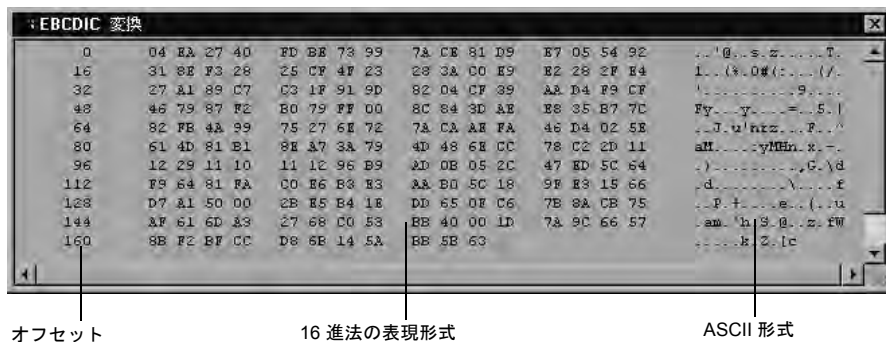 EBCDIC 変換
0 04 EA 27 40 FD BE 73 99 7A CE 81 D9 E7 05 54 92 ..'@..s.z.....T.
16 31 8E F3 28 25 CF 4F 23 28 3A C0 E9 E2 28 2F E4 1..(%.O#(:...(/.
32 27 A1 89 C7 C3 1F 91 9D 82 04 CF 39 AA D4 F9 CF '..........9....
48 46 79 87 F2 B0 79 FF 00 8C 84 3D AE E8 35 B7 7C Fy...y....=..5.|
64 82 FB 4A 99 75 27 6E 72 7A CA AE FA 46 D4 02 5E ..J.u'nrz...F..^
80 61 4D 81 B1 8E A7 3A 79 4D 48 6E CC 78 C2 2D 11 aM....:yMHn.x.-.
96 12 29 11 10 11 12 96 B9 AD 0B 05 2C 47 ED 5C 64 .).........,G.\d
112 F9 64 81 FA C0 E6 B3 E3 AA B0 5C 18 9F E3 15 66 .d........\....f
128 D7 A1 50 00 2B E5 B4 1E DD 65 0E C6 7B 8A CB 75 ..P.+....e..{..u
144 AF 61 6D A3 27 68 C0 53 BB 40 00 1D 7A 9C 66 57 .am.'h.S.@..z.fW
160 8B F2 BF CC D8 6B 14 5A BB 5B 63 .....k.Z.[c
オフセット 16 進法の表現形式 ASCII 形式